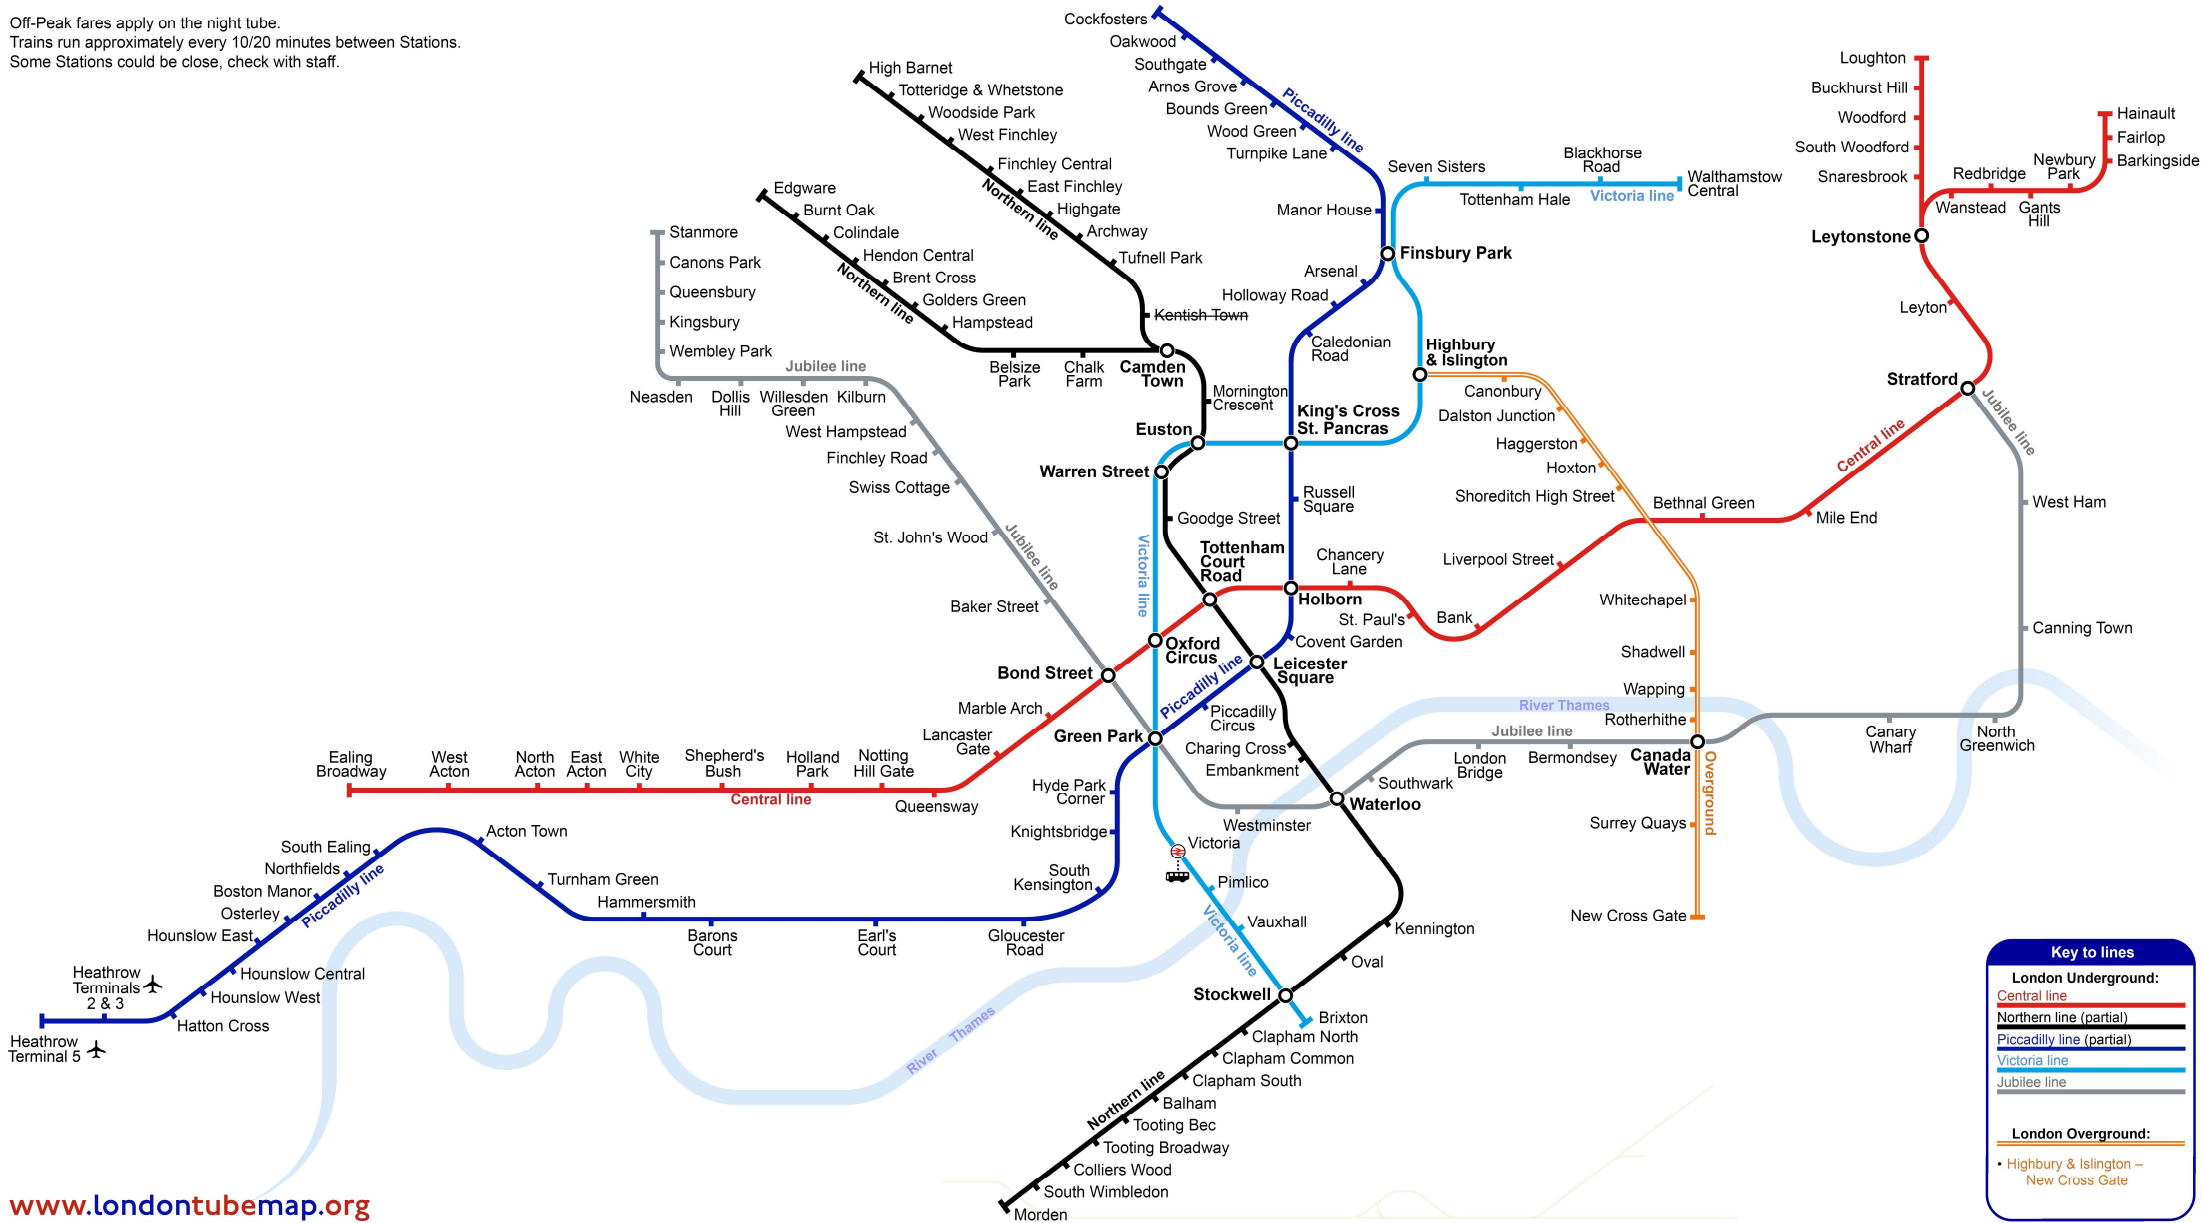 Off-Peak fares apply on the night tube.
Trains run approximately every 10/20 minutes between Stations.
Some Stations could be close, check with staff.
Cockfosters
Oakwood
Southgate
Arnos Grove
Bounds Green
Wood Green
Turnpike Lane
Piccadilly line
Manor House
Finsbury Park
Arsenal
Holloway Road
Caledonian
Road
High Barnet
Totteridge & Whetstone
Woodside Park
West Finchley
Finchley Central
East Finchley
Northern line
Highgate
Archway
Tufnell Park
Kentish Town
Edgware
Burnt Oak
Colindale
Hendon Central
Brent Cross
Northern line
Golders Green
Hampstead
Belsize
Park
Chalk
Farm
Camden
Town
Mornington
Crescent
Stanmore
Canons Park
Queensbury
Kingsbury
Wembley Park
Jubilee line
Neasden
Dollis
Hill
Willesden
Green
Kilburn
West Hampstead
Finchley Road
Swiss Cottage
St. John's Wood
Jubilee line
Baker Street
Bond Street
Seven Sisters
Tottenham Hale
Blackhorse
Road
Victoria line
Walthamstow
Central
Highbury
& Islington
King's Cross
St. Pancras
Euston
Warren Street
Goodge Street
Victoria line
Russell
Square
Tottenham
Court
Road
Chancery
Lane
Holborn
St. Paul's
Bank
Covent Garden
Oxford
Circus
Leicester
Square
Piccadilly line
Piccadilly
Circus
Green Park
Charing Cross
Embankment
Waterloo
Westminster
Southwark
Canonbury
Dalston Junction
Haggerston
Hoxton
Shoreditch High Street
Liverpool Street
Bethnal Green
Mile End
Central line
Stratford
Leyton
Leytonstone
Loughton
Buckhurst Hill
Woodford
South Woodford
Snaresbrook
Wanstead
Redbridge
Gants
Hill
Newbury
Park
Hainault
Fairlop
Barkingside
Jubilee line
West Ham
Canning Town
North
Greenwich
Canary
Wharf
Whitechapel
Shadwell
Wapping
River Thames
Rotherhithe
Jubilee line
London
Bridge
Bermondsey
Canada
Water
Overground
Surrey Quays
New Cross Gate
Marble Arch
Lancaster
Gate
Ealing
Broadway
West
Acton
North
Acton
East
Acton
White
City
Shepherd's
Bush
Holland
Park
Notting
Hill Gate
Queensway
Central line
Hyde Park
Corner
Knightsbridge
South
Kensington
Gloucester
Road
Earl's
Court
Barons
Court
Hammersmith
Turnham Green
Acton Town
South Ealing
Northfields
Boston Manor
Piccadilly line
Osterley
Hounslow East
Hounslow Central
Hounslow West
Hatton Cross
Heathrow
Terminals
2 & 3
Heathrow
Terminal 5
Victoria
Pimlico
Vauxhall
Victoria line
Stockwell
Brixton
Kennington
Oval
River Thames
Clapham North
Clapham Common
Clapham South
Northern line
Balham
Tooting Bec
Tooting Broadway
Colliers Wood
South Wimbledon
Morden
Key to lines
London Underground:
Central line
Northern line (partial)
Piccadilly line (partial)
Victoria line
Jubilee line
London Overground:
• Highbury & Islington –
New Cross Gate
www.londontubemap.org